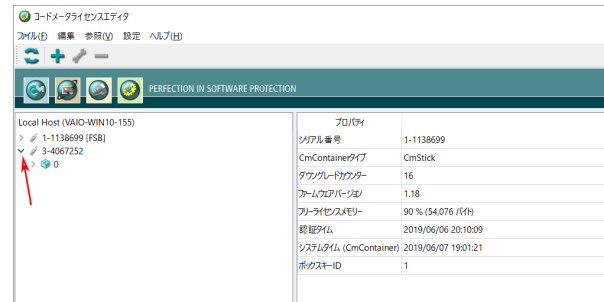 コードメータライセンスエディタ
ファイル(F) 編集 参照(V) 設定 ヘルプ(H)
PERFECTION IN SOFTWARE PROTECTION
Local Host (VAIO-WIN10-155)
1-1138699 [FSB]
3-4067252
0
プロパティ
シリアル番号 1-1138699
CmContainerタイプ CmStick
ダウングレードカウンター 16
ファームウェアバージョン 1.18
フリーライセンスメモリー 90 % (54,076 バイト)
認証タイム 2019/06/06 20:10:09
システムタイム (CmContainer) 2019/06/07 19:01:21
ボックスキーID 1